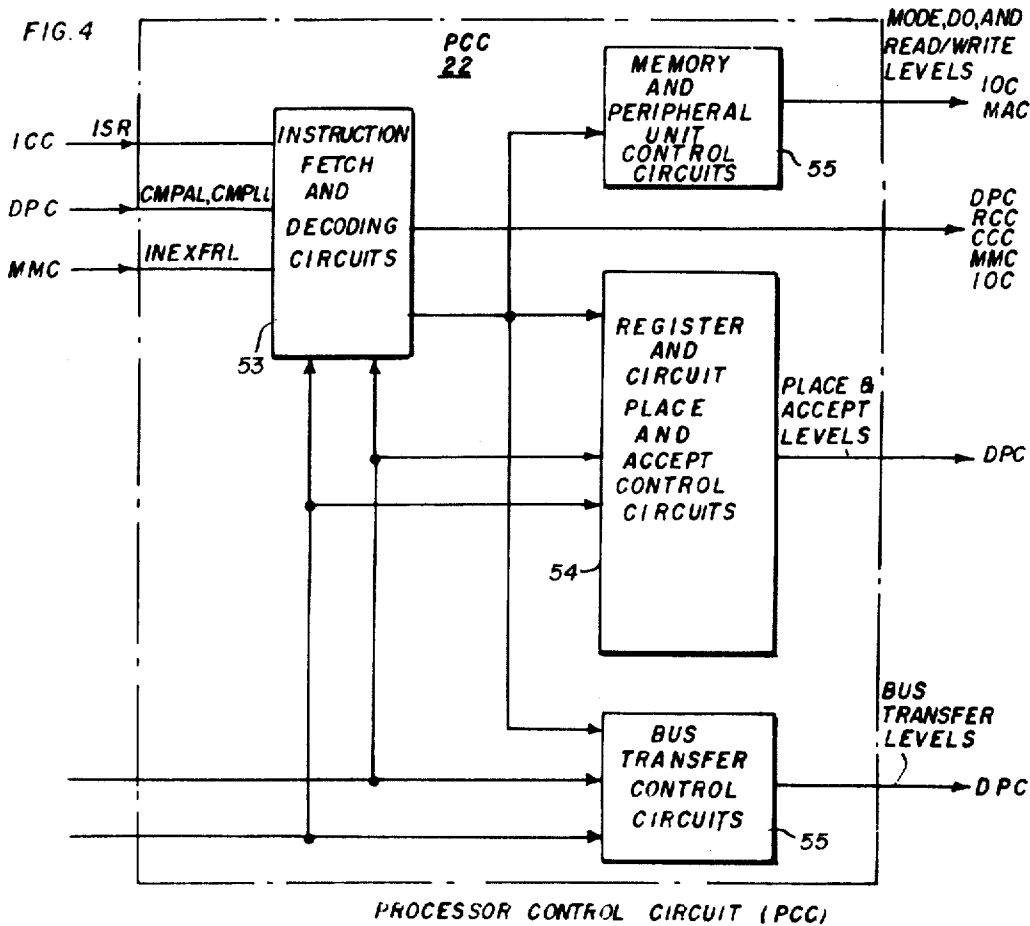 FIG. 4
PCC
22
MODE, DO, AND
READ/WRITE
LEVELS
IOC
MAC
MEMORY
AND
PERIPHERAL
UNIT
CONTROL
CIRCUITS
55
ICC
ISR
DPC
CMPAL, CMPLL
MMC
INEXFRL
INSTRUCTION
FETCH
AND
DECODING
CIRCUITS
53
DPC
RCC
CCC
MMC
IOC
REGISTER
AND
CIRCUIT
PLACE
AND
ACCEPT
CONTROL
CIRCUITS
54
PLACE &
ACCEPT
LEVELS
DPC
BUS
TRANSFER
CONTROL
CIRCUITS
55
BUS
TRANSFER
LEVELS
DPC
PROCESSOR CONTROL CIRCUIT (PCC)